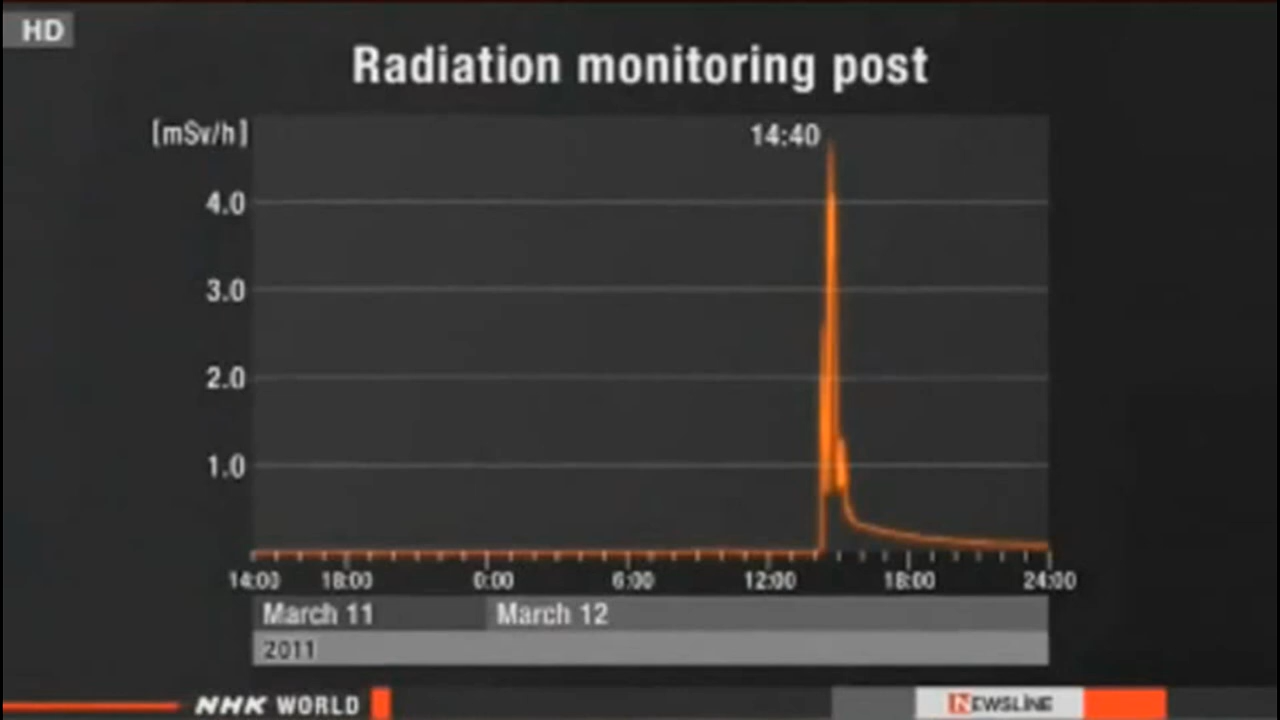 HD
Radiation monitoring post
[mSv/h]
14:40
4.0
3.0
2.0
1.0
14:00 18:00 0:00 6:00 12:00 18:00 24:00
March 11 March 12
2011
NHK WORLD NEWSLINE